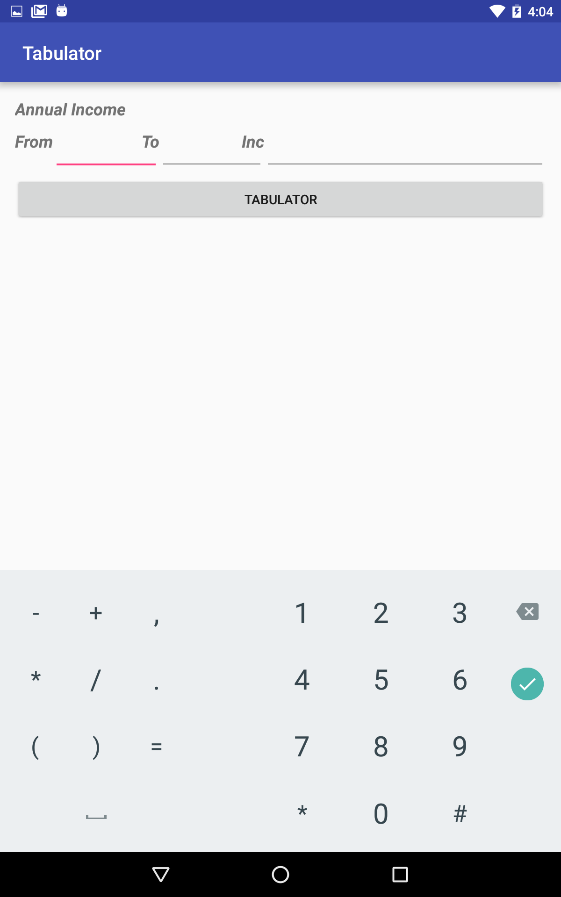 4:04
Tabulator
Annual Income
From To Inc
TABULATOR
- + , 1 2 3
* / . 4 5 6
( ) = 7 8 9
* 0 #